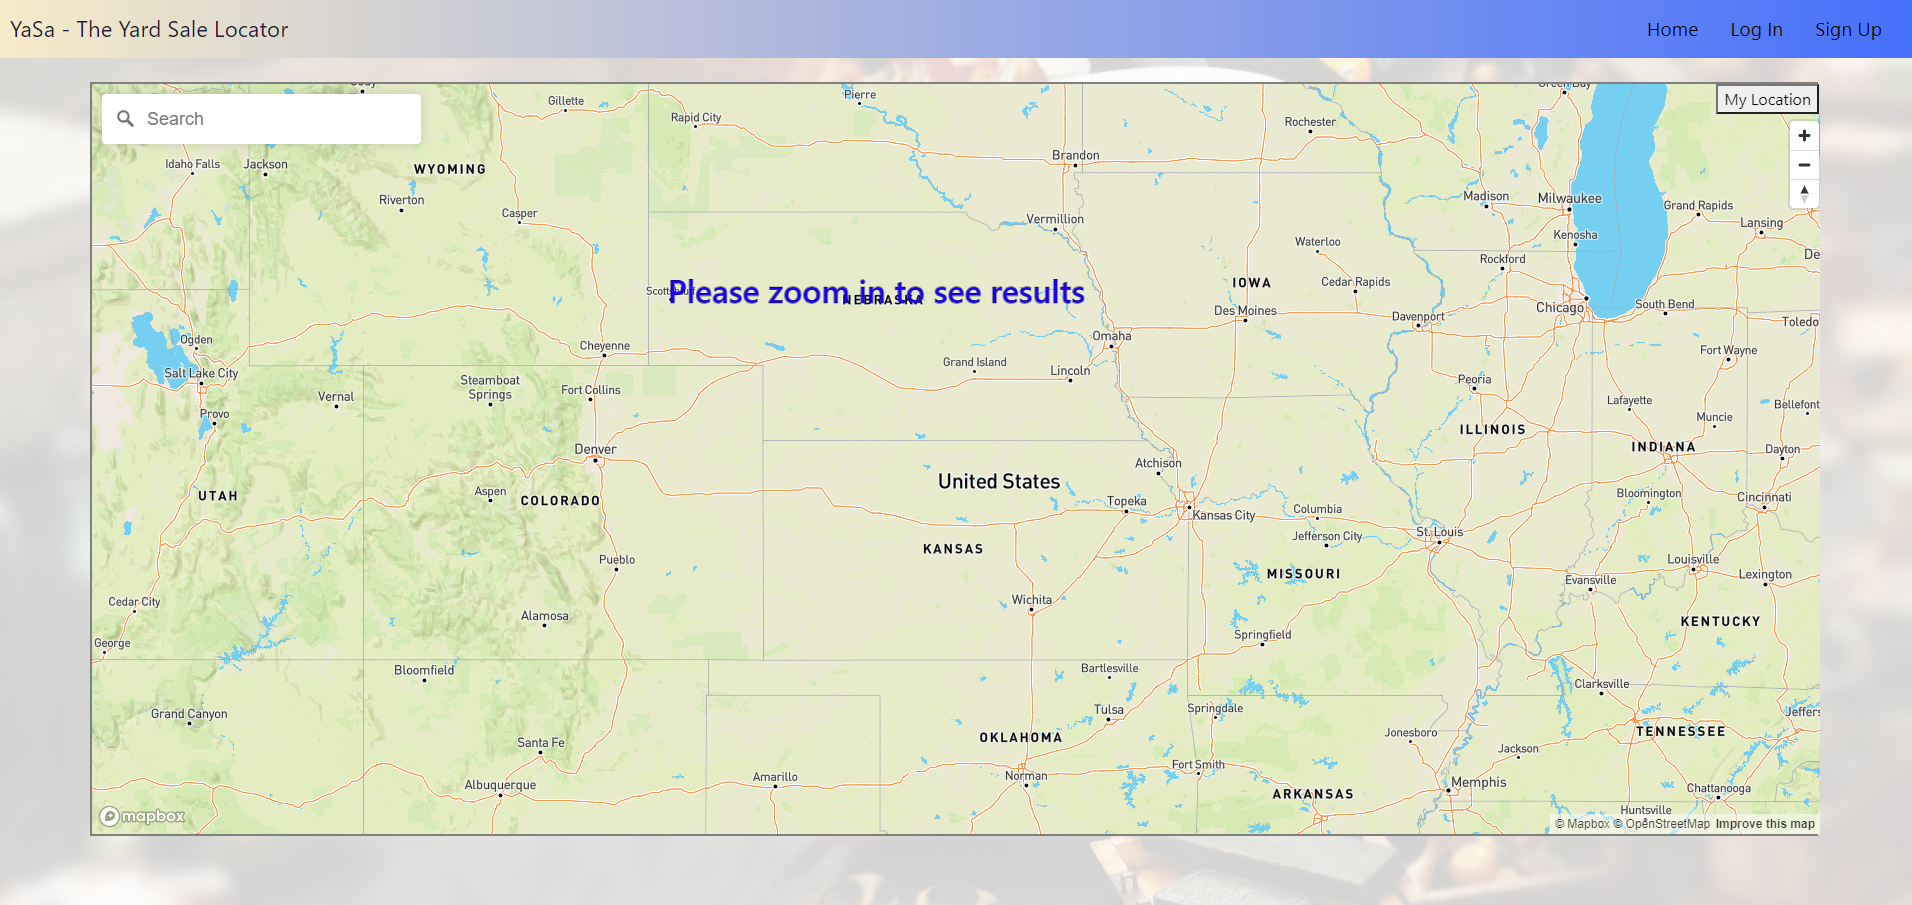 YaSa - The Yard Sale Locator
Home Log In Sign Up
Search
My Location
Please zoom in to see results
Gillette
Rapid City
Pierre
Rochester
Brandon
Idaho Falls
Jackson
WYOMING
Riverton
Casper
Vermillion
Madison
Milwaukee
Grand Rapids
Lansing
Kenosha
Waterloo
Rockford
IOWA
Cedar Rapids
NEBRASKA
Des Moines
Davenport
Chicago
South Bend
Toledo
Ogden
Cheyenne
Omaha
Grand Island
Lincoln
Fort Wayne
Salt Lake City
Vernal
Steamboat
Springs
Fort Collins
Peoria
Lafayette
Provo
Muncie
Bellefont
ILLINOIS
INDIANA
Denver
Dayton
Atchison
United States
UTAH
Aspen
COLORADO
Topeka
Kansas City
Columbia
Bloomington
Cincinnati
Jefferson City
St. Louis
KANSAS
Pueblo
MISSOURI
Louisville
Evansville
Lexington
Cedar City
Wichita
Alamosa
KENTUCKY
George
Springfield
Bloomfield
Bartlesville
Clarksville
Grand Canyon
Tulsa
Springdale
Jeffers
OKLAHOMA
Jonesboro
TENNESSEE
Santa Fe
Jackson
Albuquerque
Amarillo
Norman
Fort Smith
Memphis
ARKANSAS
Chattanooga
Huntsville
mapbox
© Mapbox © OpenStreetMap Improve this map